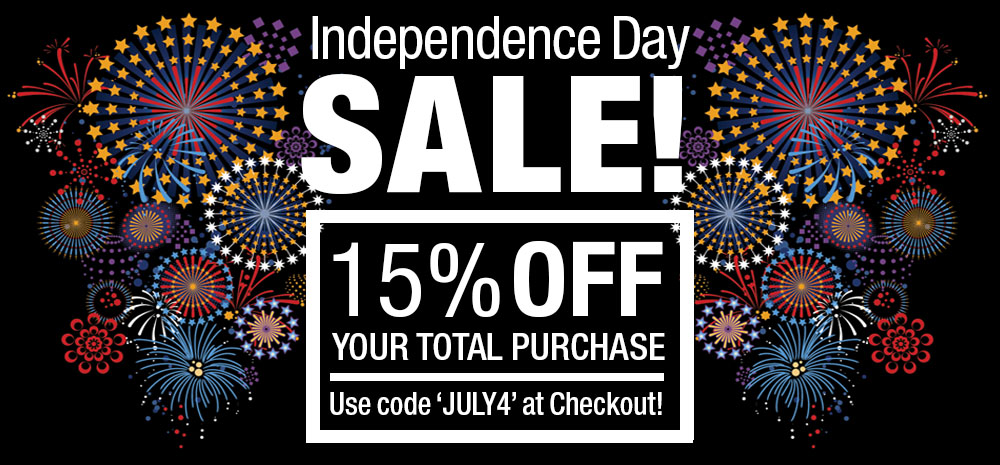 Independence Day
SALE!
15% OFF
YOUR TOTAL PURCHASE
Use code ‘JULY4’ at Checkout!